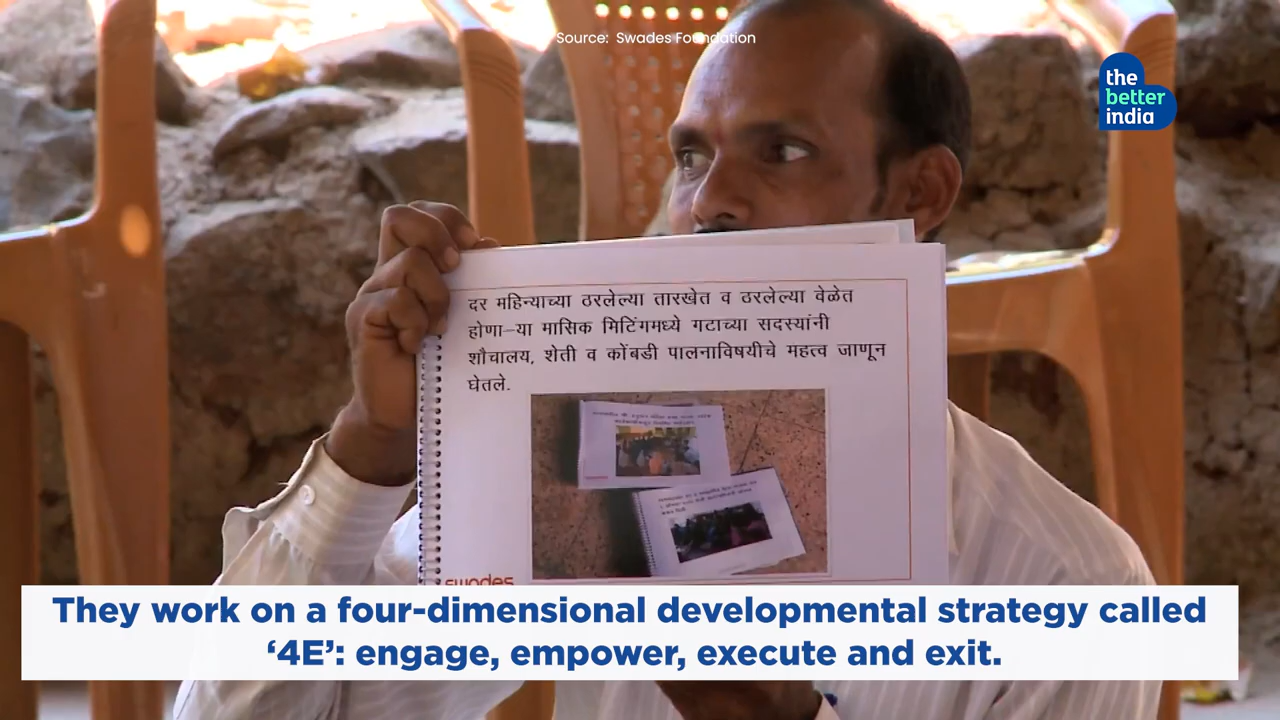 Source: Swades Foundation
the
better
india
दर महिन्याच्या ठरलेल्या तारखेत व ठरलेल्या वेळेत
होणा–या मासिक मिटिंगमध्ये गटाच्या सदस्यांनी
शौचालय, शेती व कोंबडी पालनाविषयीचे महत्व जाणून
घेतले.
swades
They work on a four-dimensional developmental strategy called
‘4E’: engage, empower, execute and exit.